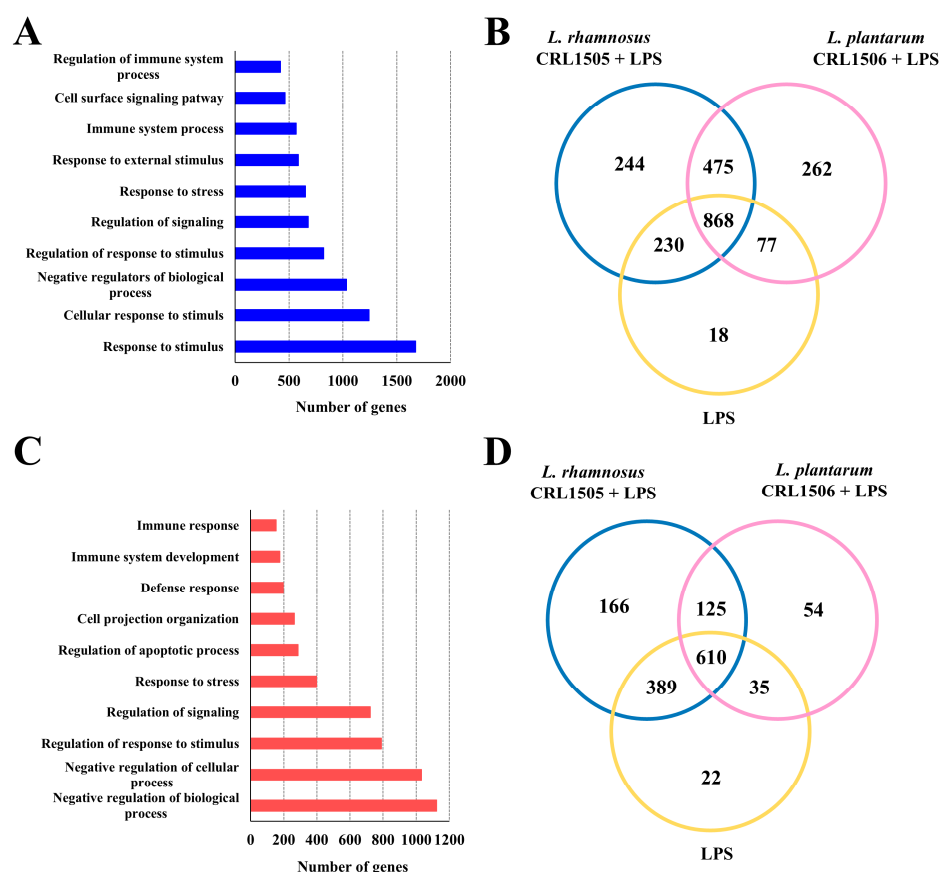 A
Regulation of immune system
process
Cell surface signaling patway
Immune system process
Response to external stimulus
Response to stress
Regulation of signaling
Regulation of response to stimulus
Negative regulators of biological
process
Cellular response to stimuls
Response to stimulus
0 500 1000 1500 2000
Number of genes
B
L. rhamnosus
CRL1505 + LPS
L. plantarum
CRL1506 + LPS
244
475
262
868
230
77
18
LPS
C
Immune response
Immune system development
Defense response
Cell projection organization
Regulation of apoptotic process
Response to stress
Regulation of signaling
Regulation of response to stimulus
Negative regulation of cellular
process
Negative regulation of biological
process
0 200 400 600 800 1000 1200
Number of genes
D
L. rhamnosus
CRL1505 + LPS
L. plantarum
CRL1506 + LPS
166
125
54
610
389
35
22
LPS